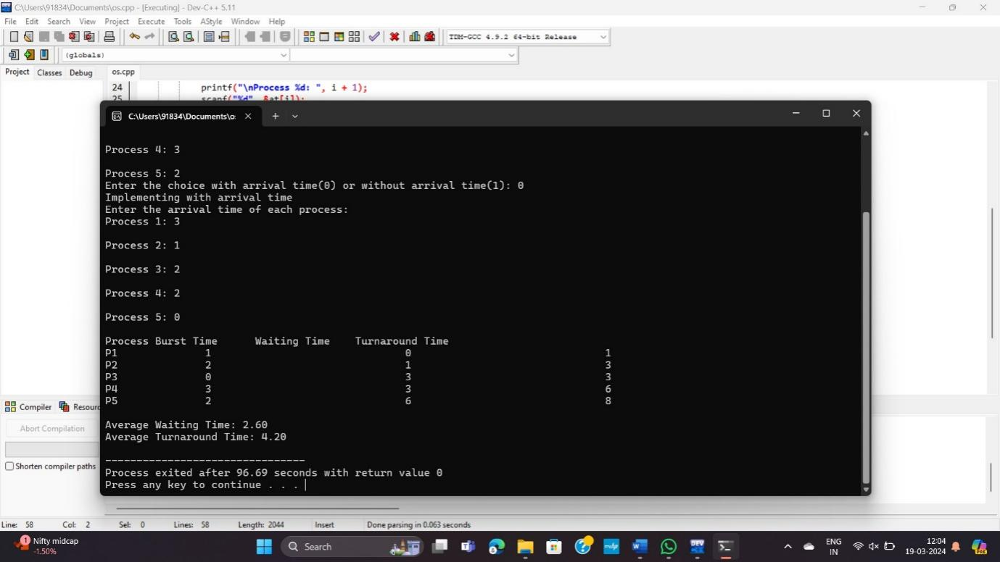 C:\Users\91834\Documents\os.cpp - [Executing] - Dev-C++ 5.11
File Edit Search View Project Execute Tools AStyle Window Help
TDM-GCC 4.9.2 64-bit Release
(globals)
Project Classes Debug os.cpp
24 printf("\nProcess %d: ", i + 1);
25 scanf("%d", &at[i]);
C:\Users\91834\Documents\o:
Process 4: 3
Process 5: 2
Enter the choice with arrival time(0) or without arrival time(1): 0
Implementing with arrival time
Enter the arrival time of each process:
Process 1: 3
Process 2: 1
Process 3: 2
Process 4: 2
Process 5: 0
Process Burst Time Waiting Time Turnaround Time
P1 1 0 1
P2 2 1 3
P3 0 3 3
P4 3 3 6
P5 2 6 8
Average Waiting Time: 2.60
Average Turnaround Time: 4.20
--------------------------------
Process exited after 96.69 seconds with return value 0
Press any key to continue . . .
Compiler Resourc
Abort Compilation
Shorten compiler paths
Line: 58 Col: 2 Sel: 0 Lines: 58 Length: 2044 Insert Done parsing in 0.063 seconds
1 Nifty midcap
-1.50%
Search
DEV
ENG
IN
12:04
19-03-2024
PRE